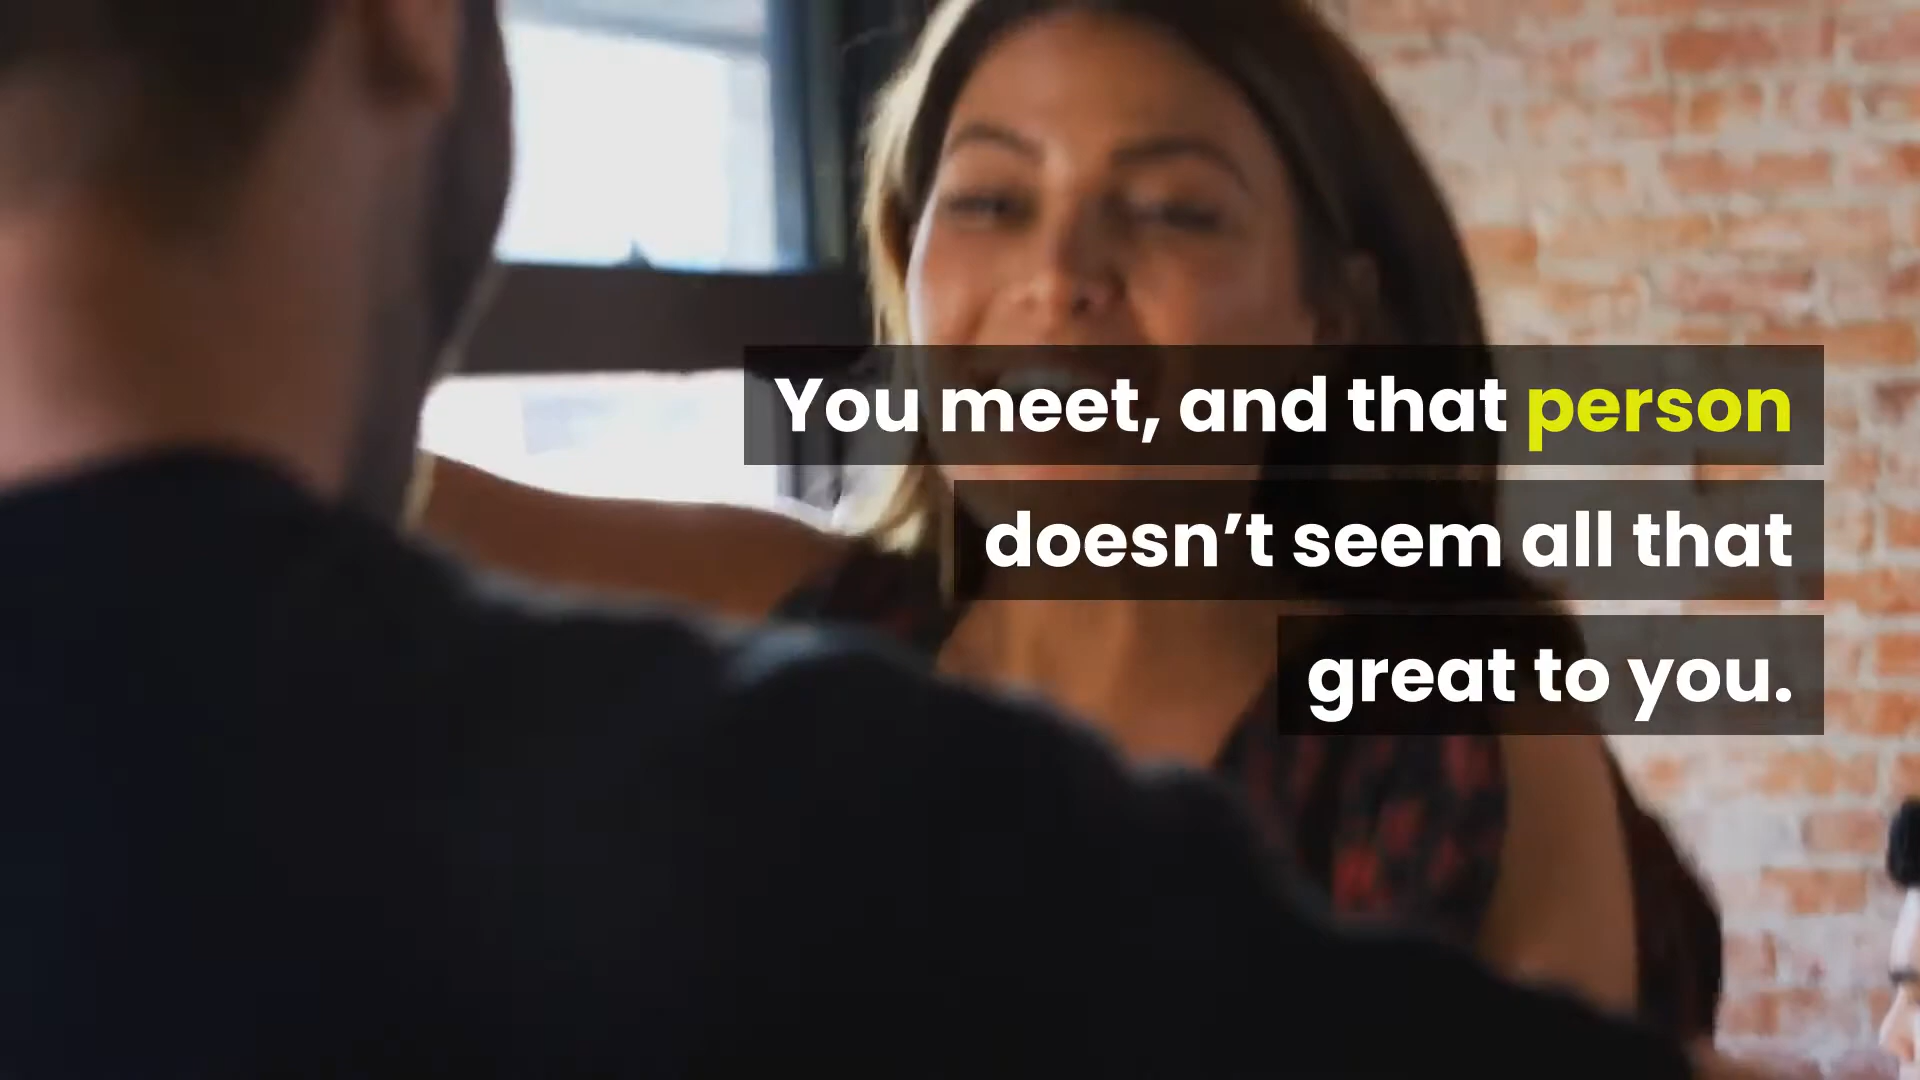 You meet, and that person
doesn’t seem all that
great to you.